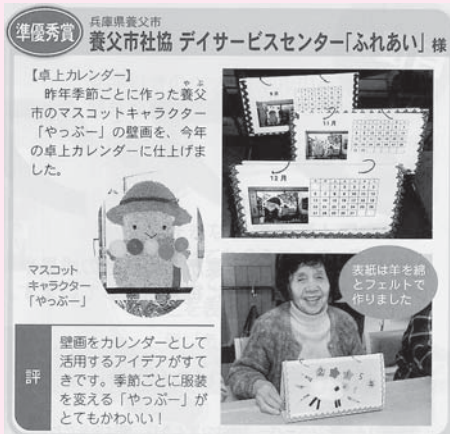 準優秀賞
兵庫県養父市
養父市社協 デイサービスセンター「ふれあい」様
【卓上カレンダー】
昨年季節ごとに作った養父
やぶ
市のマスコットキャラクター
「やっぷー」の壁画を、今年
の卓上カレンダーに仕上げま
した。
マスコット
キャラクター
「やっぷー」
9月
11月
12月
表紙は羊を綿
とフェルトで
作りました
評
壁画をカレンダーとして
活用するアイデアがすて
きです。季節ごとに服装
を変える「やっぷー」が
とてもかわいい！